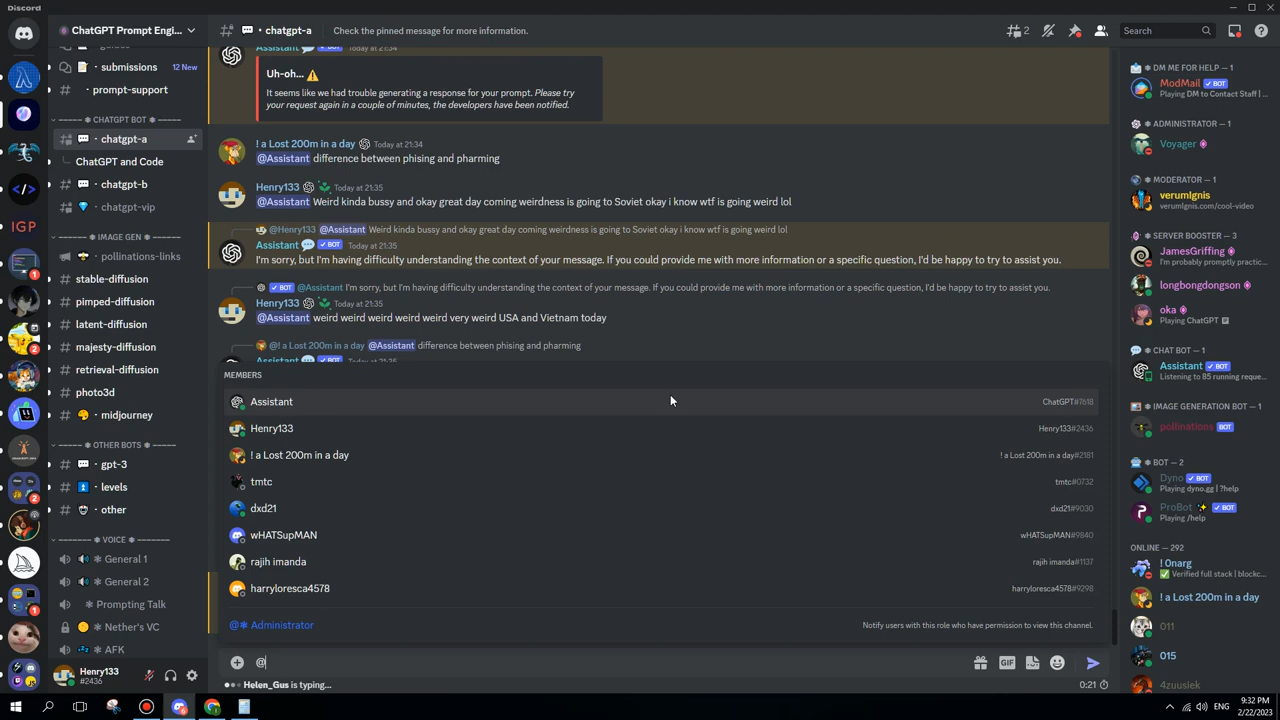 Discord
ChatGPT Prompt Engi...
chatgpt-a
Check the pinned message for more information.
2
Search
submissions
12 New
prompt-support
CHATGPT BOT
chatgpt-a
ChatGPT and Code
chatgpt-b
chatgpt-vip
IMAGE GEN
pollinations-links
stable-diffusion
pimped-diffusion
latent-diffusion
majesty-diffusion
retrieval-diffusion
photo3d
midjourney
OTHER BOTS
gpt-3
levels
other
VOICE
General 1
General 2
Prompting Talk
Nether's VC
AFK
Henry133
#2436
IGP
Assistant BOT Today at 21:34
Uh-oh...
It seems like we had trouble generating a response for your prompt. Please try
your request again in a couple of minutes, the developers have been notified.
! a Lost 200m in a day Today at 21:34
@Assistant difference between phising and pharming
Henry133 Today at 21:35
@Assistant Weird kinda bussy and okay great day coming weirdness is going to Soviet okay i know wtf is going weird lol
@Henry133 @Assistant Weird kinda bussy and okay great day coming weirdness is going to Soviet okay i know wtf is going weird lol
Assistant BOT Today at 21:35
I'm sorry, but I'm having difficulty understanding the context of your message. If you could provide me with more information or a specific question, I'd be happy to try to assist you.
BOT @Assistant I'm sorry, but I'm having difficulty understanding the context of your message. If you could provide me with more information or a specific question, I'd be happy to try to assist you.
Henry133 Today at 21:35
@Assistant weird weird weird weird weird very weird USA and Vietnam today
@! a Lost 200m in a day @Assistant difference between phising and pharming
Assistant BOT Today at 21:35
MEMBERS
Assistant ChatGPT#7618
Henry133 Henry133#2436
! a Lost 200m in a day ! a Lost 200m in a day#2181
tmtc tmtc#0732
dxd21 dxd21#9030
wHATSupMAN wHATSupMAN#9840
rajih imanda rajih imanda#1137
harryloresca4578 harryloresca4578#9298
@ Administrator Notify users with this role who have permission to view this channel.
@
GIF
Helen_Gus is typing...
0:21
DM ME FOR HELP — 1
ModMail BOT
Playing DM to Contact Staff |...
ADMINISTRATOR — 1
Voyager
MODERATOR — 1
verumIgnis
verumignis.com/cool-video
SERVER BOOSTER — 3
JamesGriffing
I'm probably promptly practic...
longbongdongson
oka
Playing ChatGPT
CHAT BOT — 1
Assistant BOT
Listening to 85 running reque...
IMAGE GENERATION BOT — 1
pollinations BOT
BOT — 2
Dyno BOT
Playing dyno.gg | ?help
ProBot BOT
Playing /help
ONLINE — 292
! 0narg
Verified full stack | blockc...
! a Lost 200m in a day
011
015
4zuusiek
ENG
9:32 PM
2/22/2023